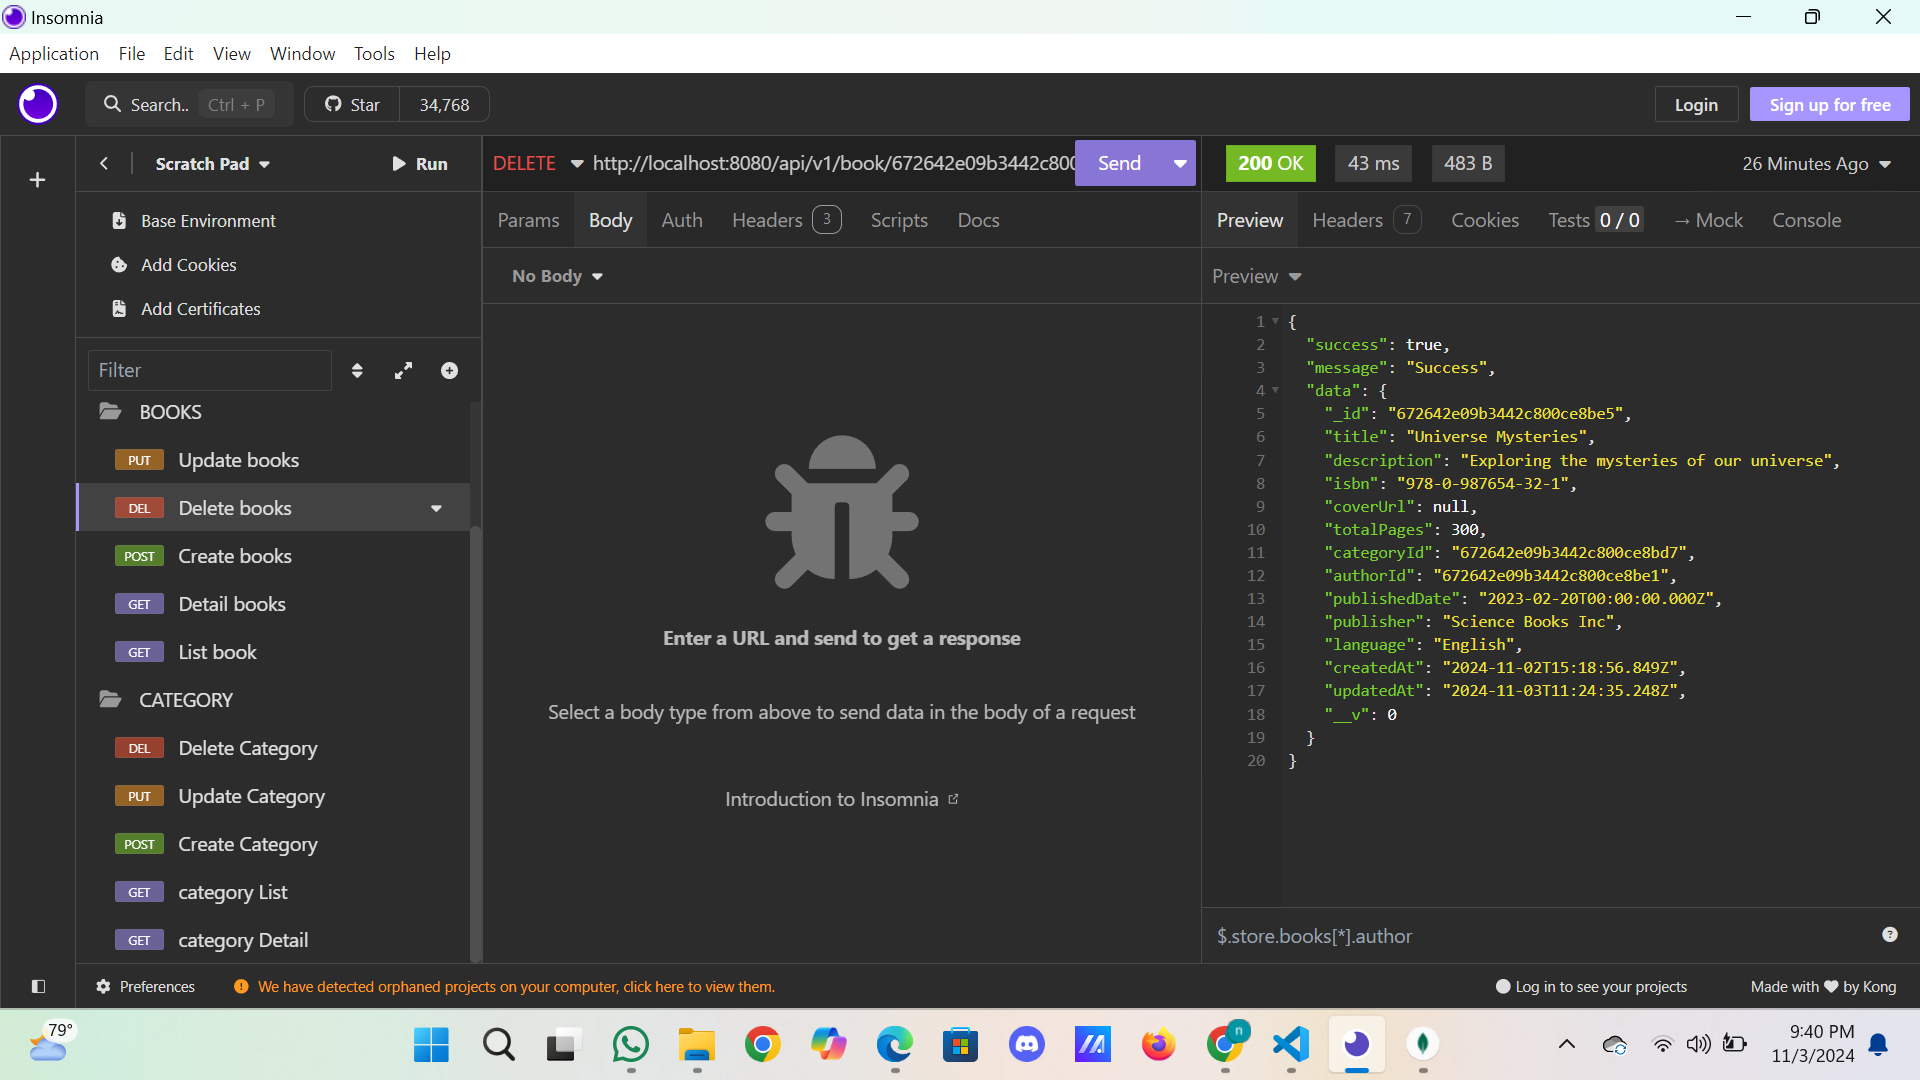 Insomnia
Application File Edit View Window Tools Help
Search.. Ctrl + P Star 34,768 Login Sign up for free
Scratch Pad Run
Base Environment
Add Cookies
Add Certificates
Filter
BOOKS
PUT Update books
DEL Delete books
POST Create books
GET Detail books
GET List book
CATEGORY
DEL Delete Category
PUT Update Category
POST Create Category
GET category List
GET category Detail
DELETE http://localhost:8080/api/v1/book/672642e09b3442c800 Send
Params Body Auth Headers 3 Scripts Docs
No Body
Enter a URL and send to get a response
Select a body type from above to send data in the body of a request
Introduction to Insomnia
200 OK 43 ms 483 B 26 Minutes Ago
Preview Headers 7 Cookies Tests 0 / 0 → Mock Console
Preview
1 {
2 "success": true,
3 "message": "Success",
4 "data": {
5 "_id": "672642e09b3442c800ce8be5",
6 "title": "Universe Mysteries",
7 "description": "Exploring the mysteries of our universe",
8 "isbn": "978-0-987654-32-1",
9 "coverUrl": null,
10 "totalPages": 300,
11 "categoryId": "672642e09b3442c800ce8bd7",
12 "authorId": "672642e09b3442c800ce8be1",
13 "publishedDate": "2023-02-20T00:00:00.000Z",
14 "publisher": "Science Books Inc",
15 "language": "English",
16 "createdAt": "2024-11-02T15:18:56.849Z",
17 "updatedAt": "2024-11-03T11:24:35.248Z",
18 "__v": 0
19 }
20 }
$.store.books[*].author
Preferences We have detected orphaned projects on your computer, click here to view them. Log in to see your projects Made with ♥ by Kong
79°
n
9:40 PM
11/3/2024